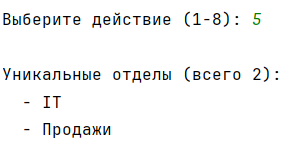 Выберите действие (1-8): 5
Уникальные отделы (всего 2):
- IT
- Продажи